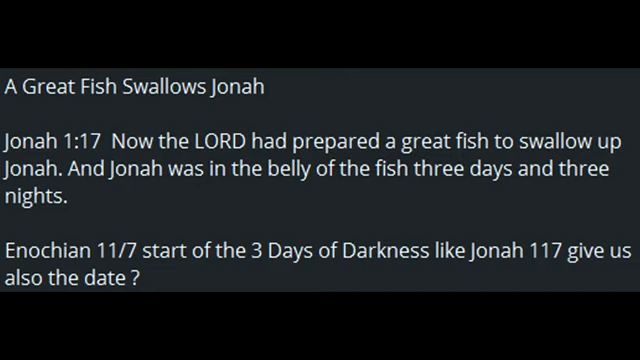 A Great Fish Swallows Jonah
Jonah 1:17  Now the LORD had prepared a great fish to swallow up
Jonah. And Jonah was in the belly of the fish three days and three
nights.
Enochian 11/7 start of the 3 Days of Darkness like Jonah 117 give us
also the date ?